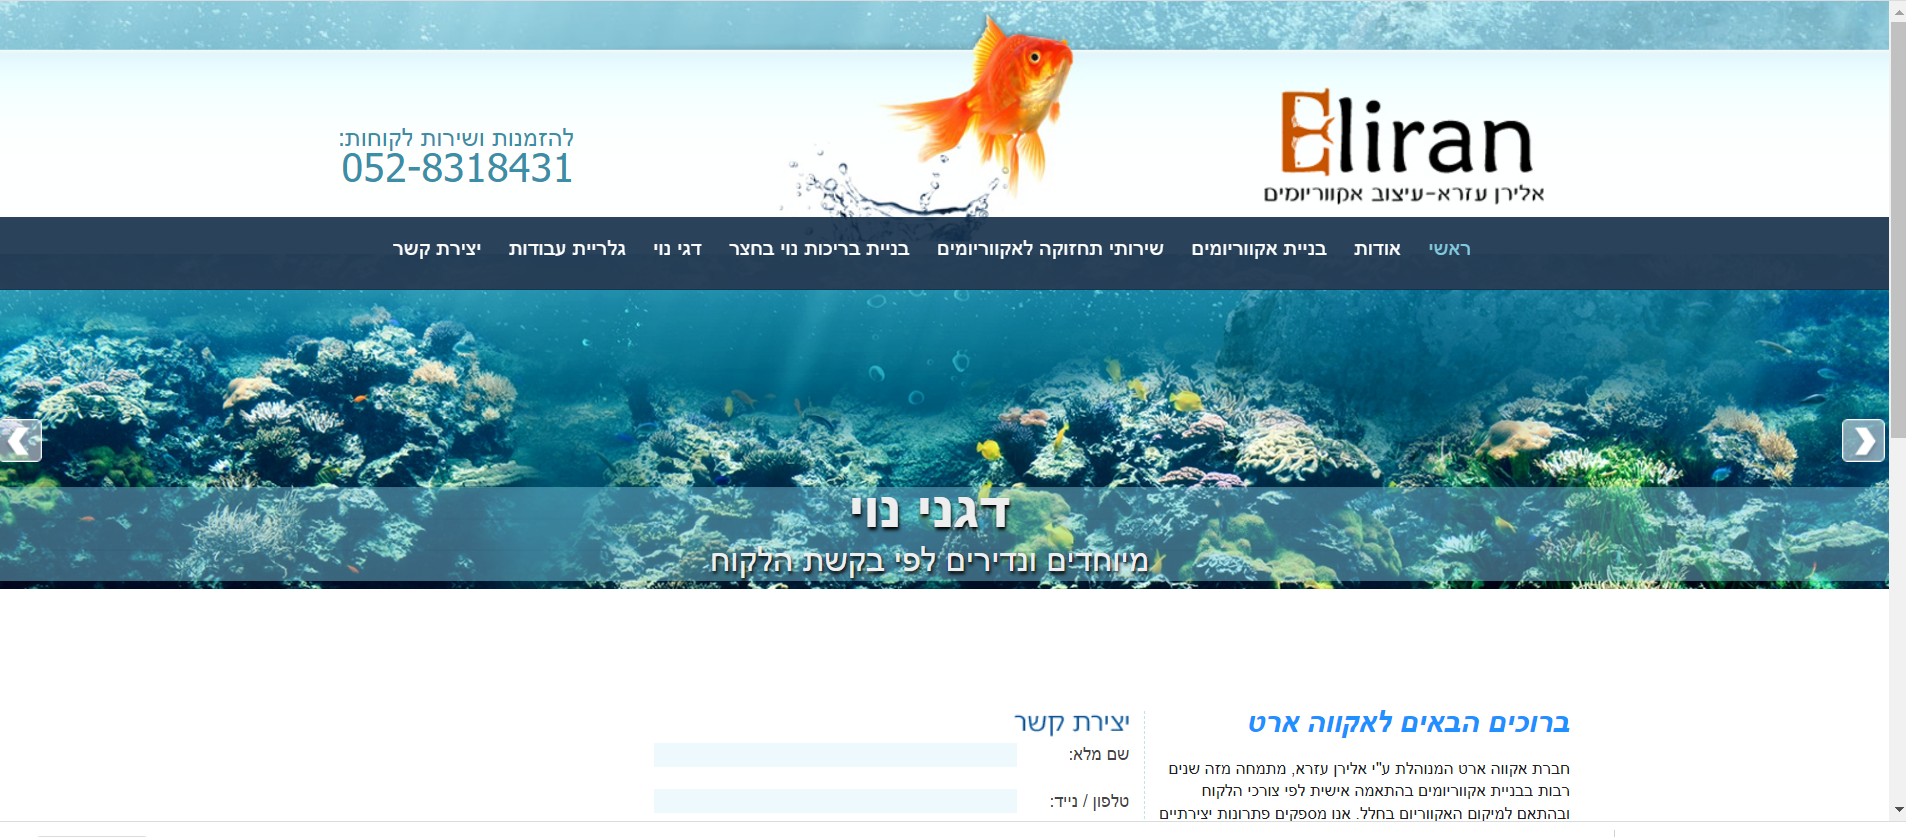 Eliran
אלירן עזרא-עיצוב אקווריומים
להזמנות ושירות לקוחות:
052-8318431
ראשי אודות בניית אקווריומים שירותי תחזוקה לאקווריומים בניית בריכות נוי בחצר דגי נוי גלריית עבודות יצירת קשר
דגני נוי
מיוחדים ונדירים לפי בקשת הלקוח
ברוכים הבאים לאקווה ארט
חברת אקווה ארט המנוהלת ע"י אלירן עזרא, מתמחה מזה שנים
רבות בבניית אקווריומים בהתאמה אישית לפי צורכי הלקוח
ובהתאם למיקום האקווריום בחלל. אנו מספקים פתרונות יצירתיים
יצירת קשר
שם מלא:
טלפון / נייד: